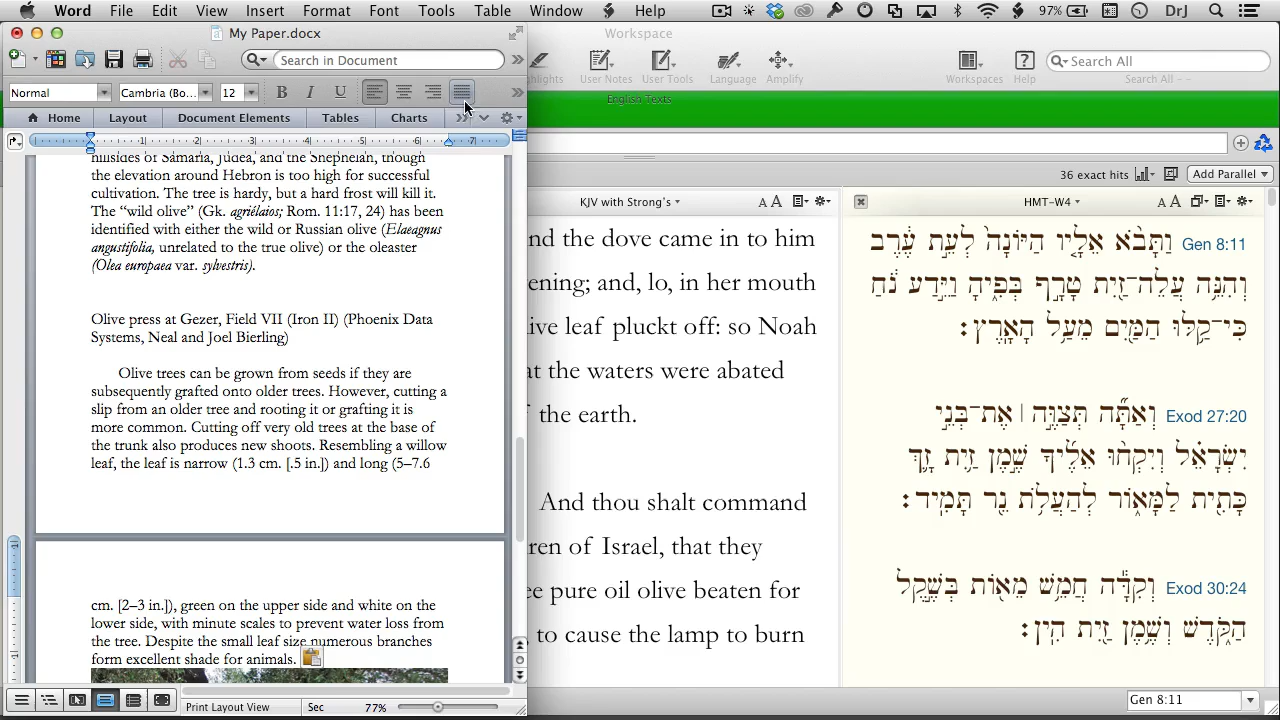 Word File Edit View Insert Format Font Tools Table Window Help 97% DrJ
My Paper.docx
Search in Document
Normal Cambria (Bo... 12 B I U
Home Layout Document Elements Tables Charts
1 2 3 4 5 6 7
hillsides of Samaria, Judea, and the Shephelah, though
the elevation around Hebron is too high for successful
cultivation. The tree is hardy, but a hard frost will kill it.
The “wild olive” (Gk. agriélaios; Rom. 11:17, 24) has been
identified with either the wild or Russian olive (Elaeagnus
angustifolia, unrelated to the true olive) or the oleaster
(Olea europaea var. sylvestris).
Olive press at Gezer, Field VII (Iron II) (Phoenix Data
Systems, Neal and Joel Bierling)
Olive trees can be grown from seeds if they are
subsequently grafted onto older trees. However, cutting a
slip from an older tree and rooting it or grafting it is
more common. Cutting off very old trees at the base of
the trunk also produces new shoots. Resembling a willow
leaf, the leaf is narrow (1.3 cm. [.5 in.]) and long (5–7.6
cm. [2–3 in.]), green on the upper side and white on the
lower side, with minute scales to prevent water loss from
the tree. Despite the small leaf size numerous branches
form excellent shade for animals.
Print Layout View Sec 77%
Workspace
User Notes User Tools Language Amplify Workspaces Help Search All
Search All --
English Texts
36 exact hits Add Parallel
KJV with Strong's
nd the dove came in to him
ening; and, lo, in her mouth
ive leaf pluckt off: so Noah
at the waters were abated
the earth.
And thou shalt command
ren of Israel, that they
ee pure oil olive beaten for
to cause the lamp to burn
HMT-W4
Gen 8:11 וַתָּבֹ֨א אֵלָ֤יו הַיּוֹנָה֙ לְעֵ֣ת עֶ֔רֶב
וְהִנֵּ֥ה עֲלֵה־זַ֖יִת טָרָ֣ף בְּפִ֑יהָ וַיֵּ֣דַע נֹ֔חַ
כִּי־קַ֥לּוּ הַמַּ֖יִם מֵעַ֥ל הָאָֽרֶץ׃
Exod 27:20 וְאַתָּ֞ה תְּצַוֶּ֣ה ׀ אֶת־בְּנֵ֣י
יִשְׂרָאֵ֗ל וְיִקְח֨וּ אֵלֶ֜יךָ שֶׁ֣מֶן זַ֥יִת זָ֛ךְ
כָּתִ֖ית לַמָּא֑וֹר לְהַעֲלֹ֥ת נֵ֖ר תָּמִֽיד׃
Exod 30:24 וְקִדָּ֕ה חֲמֵ֥שׁ מֵא֖וֹת בְּשֶׁ֣קֶל
הַקֹּ֑דֶשׁ וְשֶׁ֥מֶן זַ֖יִת הִֽין׃
Gen 8:11